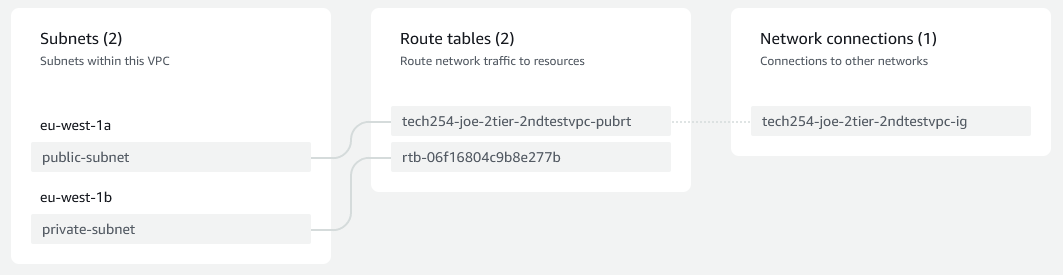 Subnets (2)
Subnets within this VPC
eu-west-1a
public-subnet
eu-west-1b
private-subnet
Route tables (2)
Route network traffic to resources
tech254-joe-2tier-2ndtestvpc-pubrt
rtb-06f16804c9b8e277b
Network connections (1)
Connections to other networks
tech254-joe-2tier-2ndtestvpc-ig